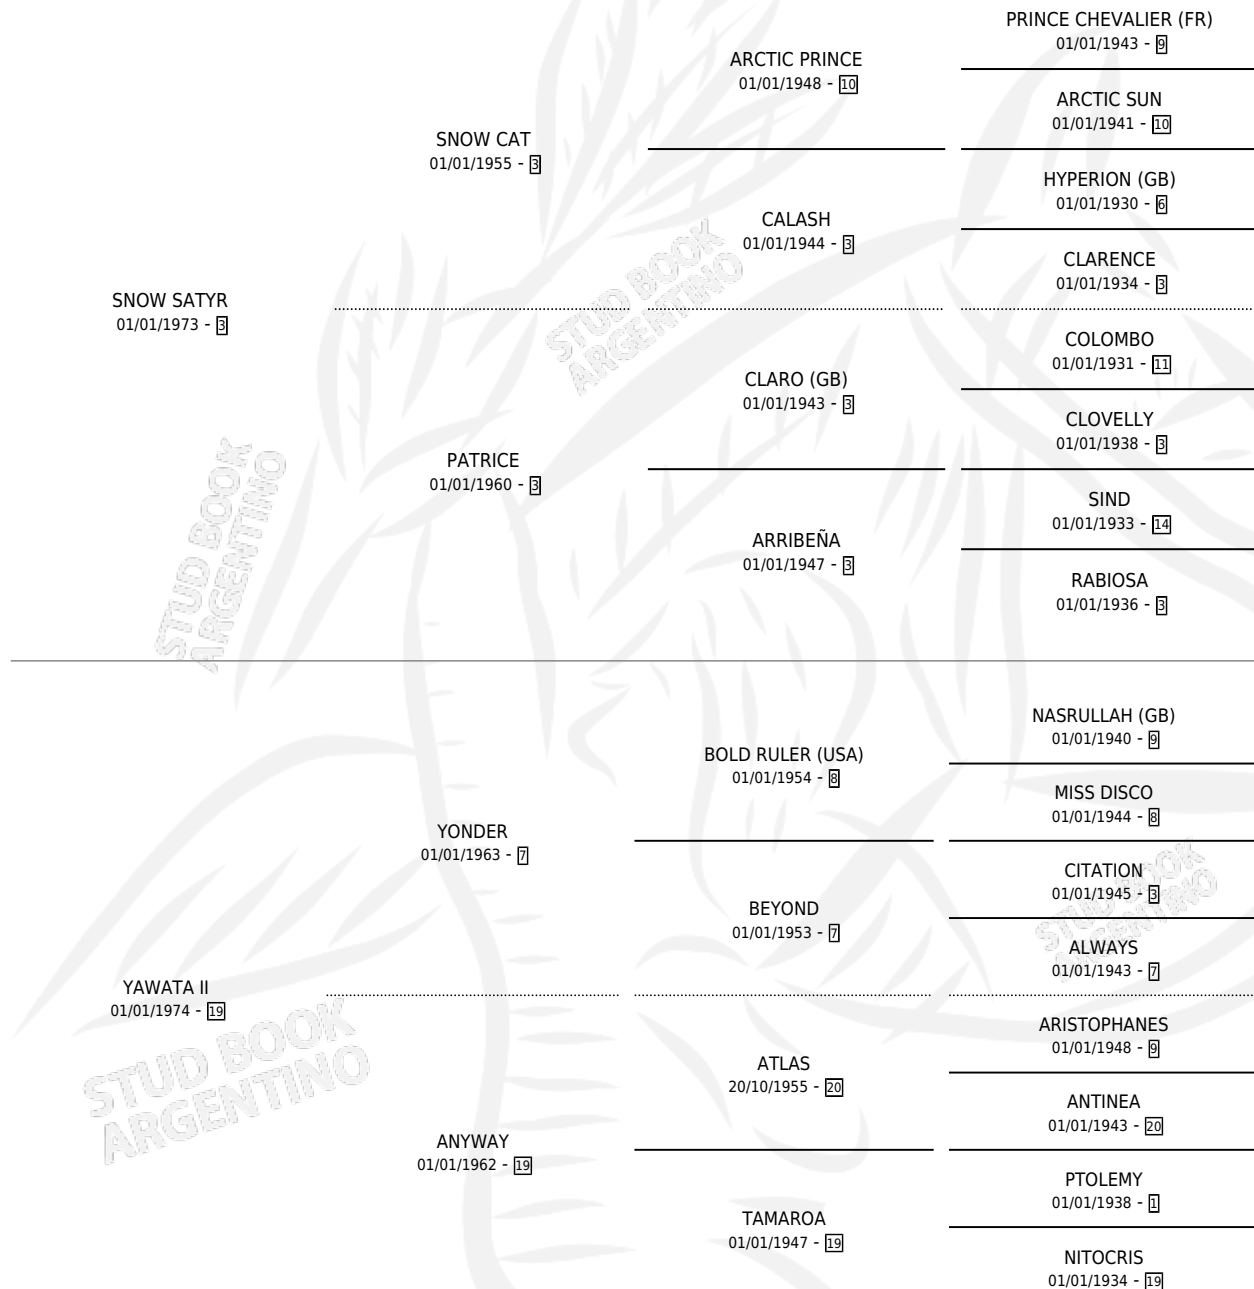 PRINCE CHEVALIER (FR)
01/01/1943 - 9
ARCTIC PRINCE
01/01/1948 - 10
ARCTIC SUN
01/01/1941 - 10
SNOW CAT
01/01/1955 - 3
HYPERION (GB)
01/01/1930 - 6
CALASH
01/01/1944 - 3
CLARENCE
01/01/1934 - 3
SNOW SATYR
01/01/1973 - 3
COLOMBO
01/01/1931 - 11
CLARO (GB)
01/01/1943 - 3
CLOVELLY
01/01/1938 - 3
PATRICE
01/01/1960 - 3
SIND
01/01/1933 - 14
ARRIBEÑA
01/01/1947 - 3
RABIOSA
01/01/1936 - 3
NASRULLAH (GB)
01/01/1940 - 9
BOLD RULER (USA)
01/01/1954 - 8
MISS DISCO
01/01/1944 - 8
YONDER
01/01/1963 - 7
CITATION
01/01/1945 - 3
BEYOND
01/01/1953 - 7
ALWAYS
01/01/1943 - 7
YAWATA II
01/01/1974 - 19
ARISTOPHANES
01/01/1948 - 9
ATLAS
20/10/1955 - 20
ANTINEA
01/01/1943 - 20
ANYWAY
01/01/1962 - 19
PTOLEMY
01/01/1938 - 1
TAMAROA
01/01/1947 - 19
NITOCRIS
01/01/1934 - 19
STUD BOOK
ARGENTINO
STUD BOOK
ARGENTINO
STUD BOOK
ARGENTINO
STUD BOOK
ARGENTINO